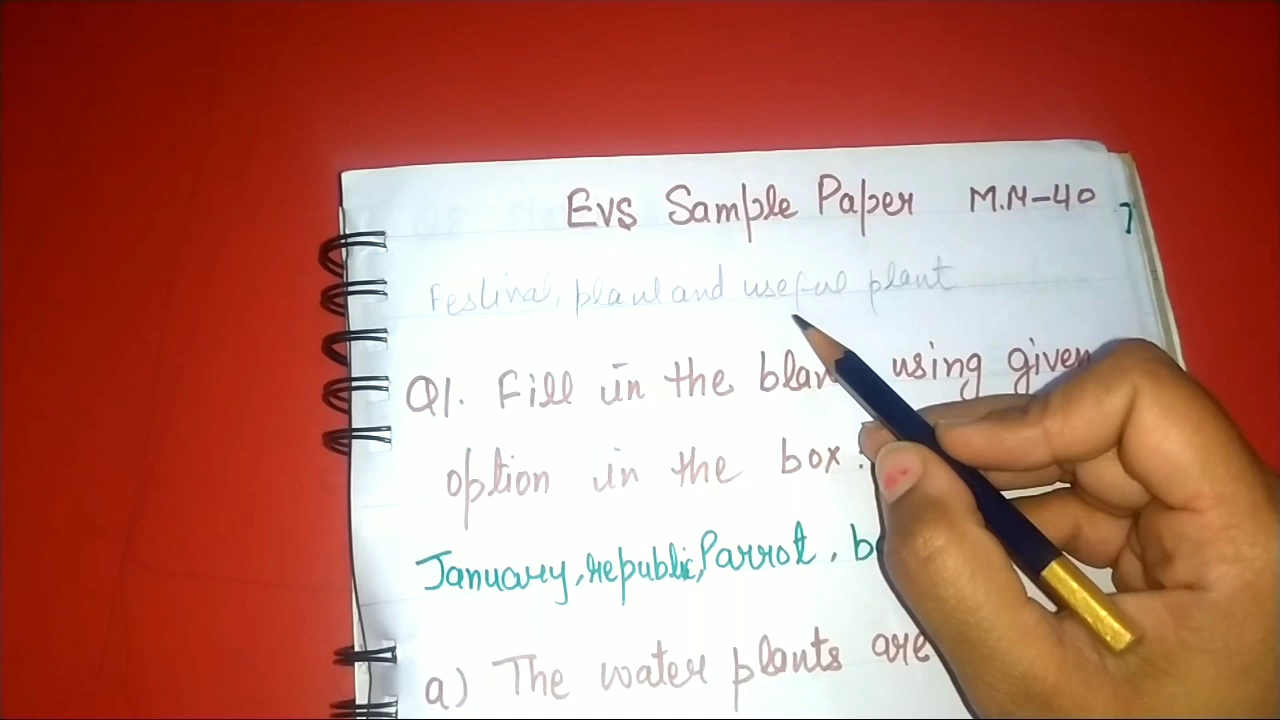 Evs Sample Paper M.M-40
Festival, plant and useful plant
Q1. Fill in the blank using given
option in the box.
January, republic, Parrot, b
a) The water plants are